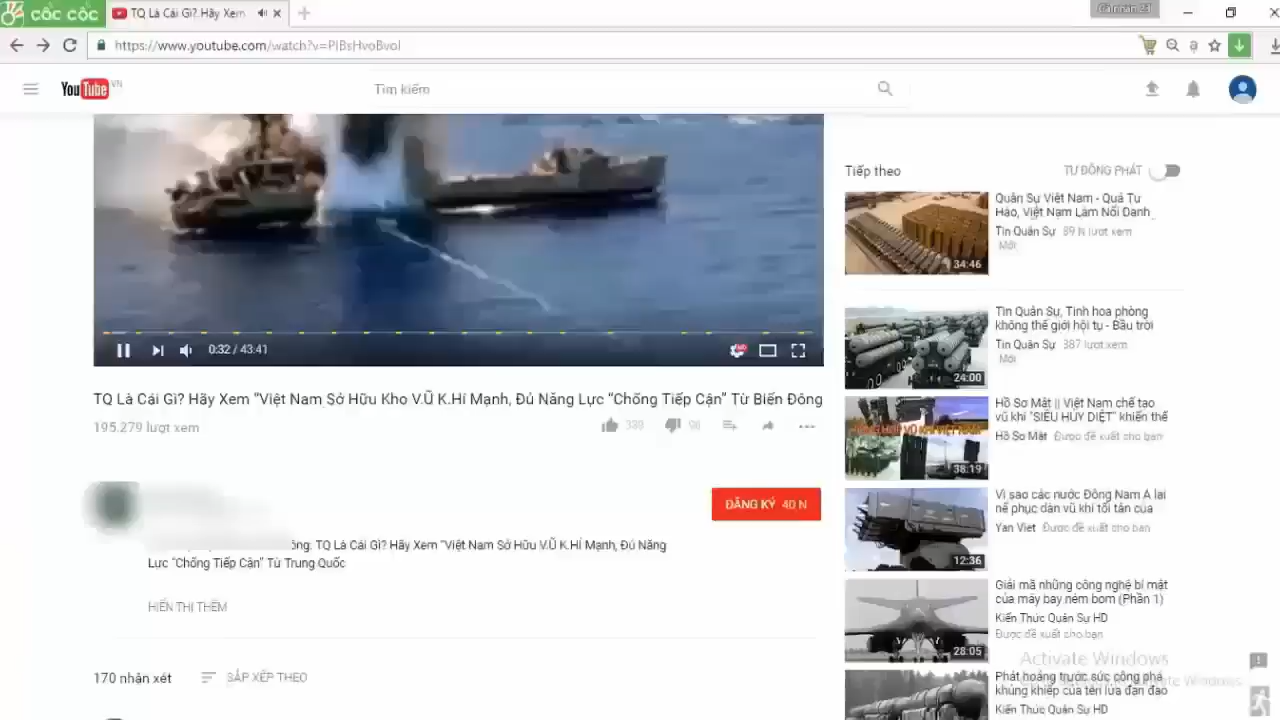 cốc cốc
TQ Là Cái Gì? Hãy Xem
https://www.youtube.com/watch?v=PIBsHvoBvoI
YouTube VN
Tìm kiếm
0:32 / 43:41
TQ Là Cái Gì? Hãy Xem "Việt Nam Sở Hữu Kho V.Ũ K.Hí Mạnh, Đủ Năng Lực "Chống Tiếp Cận" Từ Biển Đông
195.279 lượt xem
ĐĂNG KÝ 40 N
TQ Là Cái Gì? Hãy Xem "Việt Nam Sở Hữu V.Ũ K.Hí Mạnh, Đủ Năng
Lực "Chống Tiếp Cận" Từ Trung Quốc
HIỂN THỊ THÊM
170 nhận xét
SẮP XẾP THEO
Tiếp theo
TỰ ĐỘNG PHÁT
Quân Sự Việt Nam - Quá Tự
Hào, Việt Nam Làm Nổi Danh
Tin Quân Sự 89 N lượt xem
Mới
34:46
Tin Quân Sự, Tinh hoa phòng
không thế giới hội tụ - Bầu trời
Tin Quân Sự 387 lượt xem
Mới
24:00
Hồ Sơ Mật || Việt Nam chế tạo
vũ khí "SIÊU HỦY DIỆT" khiến thế
Hồ Sơ Mật Được đề xuất cho bạn
38:19
Vì sao các nước Đông Nam Á lại
nể phục dàn vũ khí tối tân của
Yan Viet Được đề xuất cho bạn
12:36
Giải mã những công nghệ bí mật
của máy bay ném bom (Phần 1)
Kiến Thức Quân Sự HD
Được đề xuất cho bạn
28:05
Activate Windows
Phát hoảng trước sức công phá
khủng khiếp của tên lửa đạn đạo
Kiến Thức Quân Sự HD